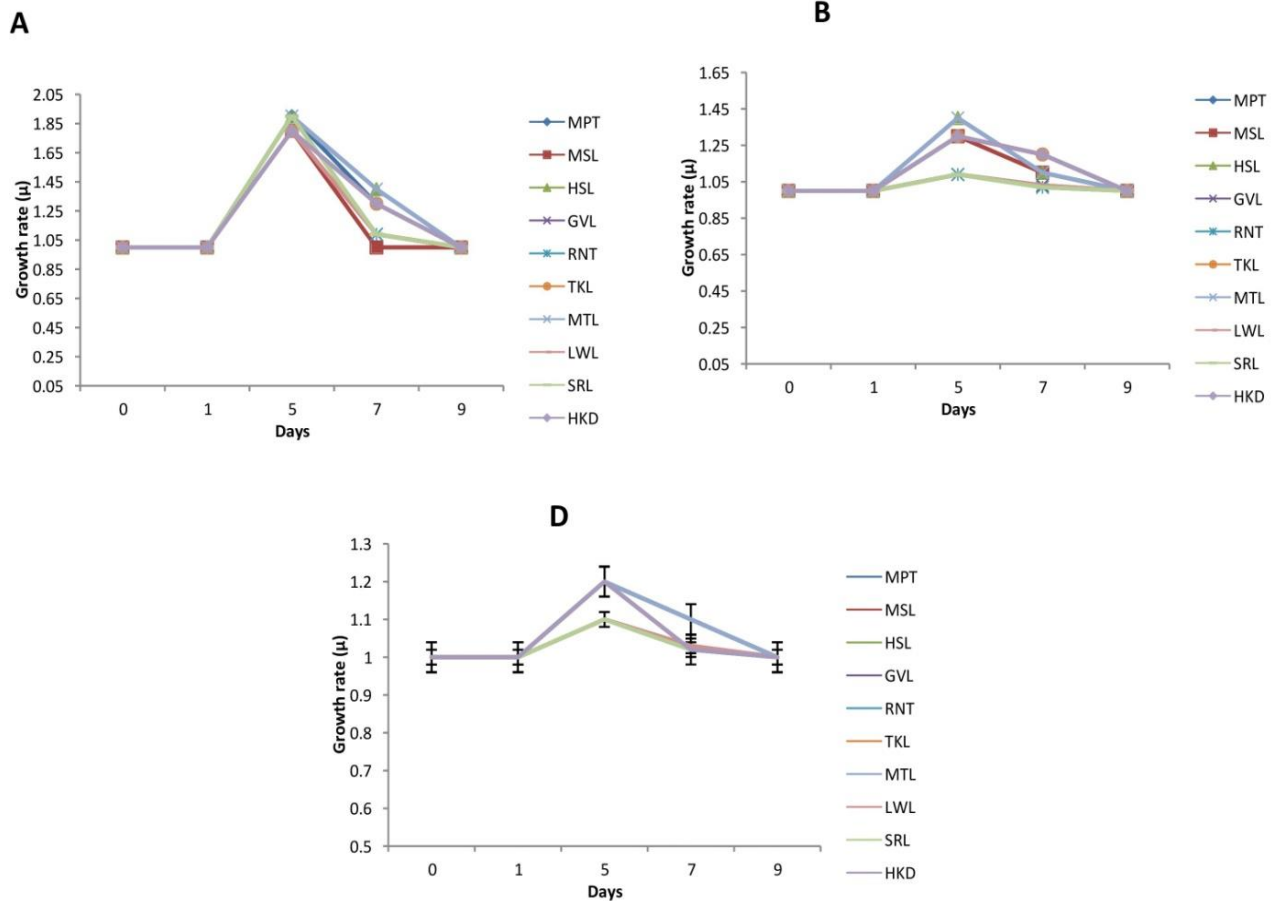 A
2.05
1.85
1.65
1.45
1.25
1.05
0.85
0.65
0.45
0.25
0.05
Growth rate (µ)
0 1 5 7 9
Days
MPT
MSL
HSL
GVL
RNT
TKL
MTL
LWL
SRL
HKD
B
1.65
1.45
1.25
1.05
0.85
0.65
0.45
0.25
0.05
Growth rate (µ)
0 1 5 7 9
Days
MPT
MSL
HSL
GVL
RNT
TKL
MTL
LWL
SRL
HKD
D
1.3
1.2
1.1
1
0.9
0.8
0.7
0.6
0.5
Growth rate (µ)
0 1 5 7 9
Days
MPT
MSL
HSL
GVL
RNT
TKL
MTL
LWL
SRL
HKD